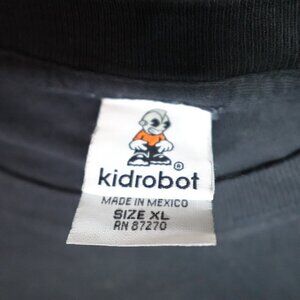 kidrobot®
MADE IN MEXICO
SIZE XL
RN 87270